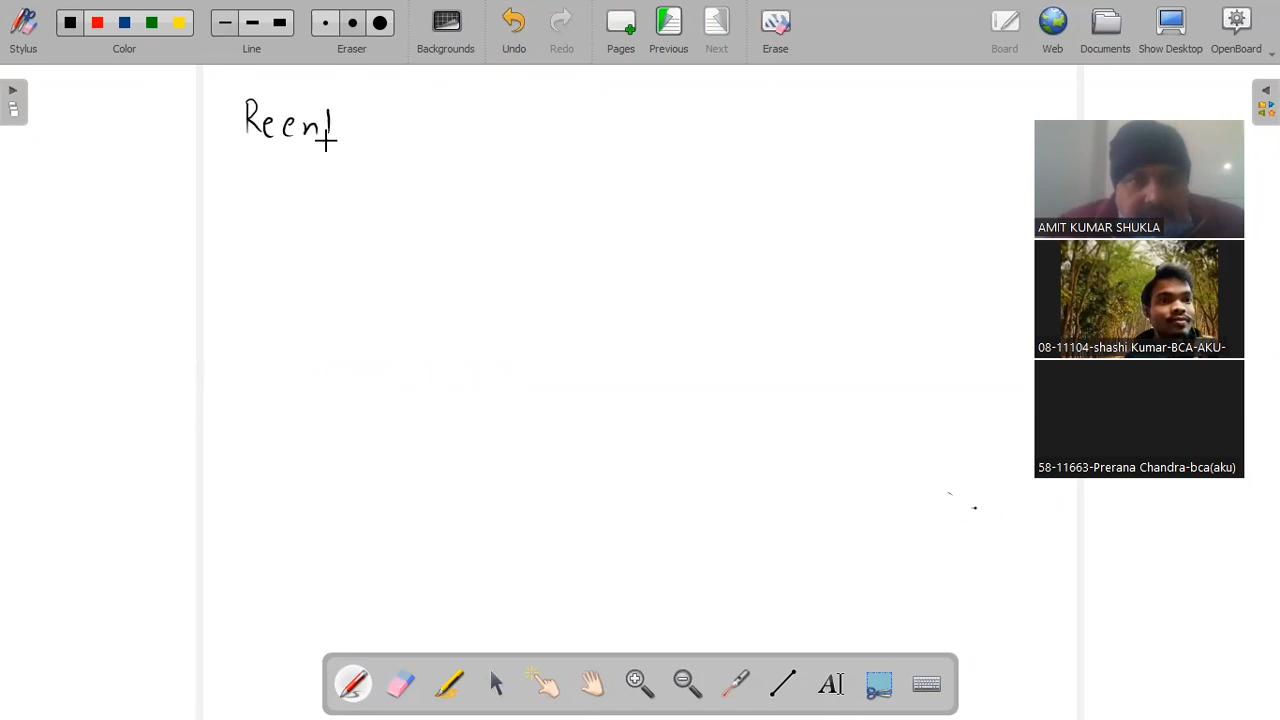 Stylus
Color
Line
Eraser
Backgrounds
Undo
Redo
Pages
Previous
Next
Erase
Board
Web
Documents
Show Desktop
OpenBoard
Reent
AMIT KUMAR SHUKLA
08-11104-shashi Kumar-BCA-AKU-
58-11663-Prerana Chandra-bca(aku)
AI